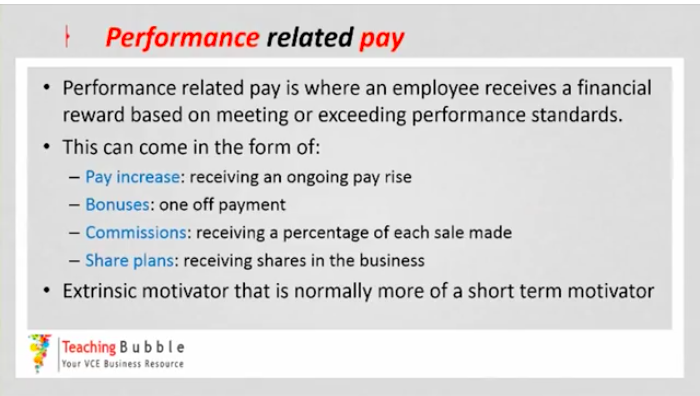 Performance related pay
• Performance related pay is where an employee receives a financial
reward based on meeting or exceeding performance standards.
• This can come in the form of:
– Pay increase: receiving an ongoing pay rise
– Bonuses: one off payment
– Commissions: receiving a percentage of each sale made
– Share plans: receiving shares in the business
• Extrinsic motivator that is normally more of a short term motivator
Teaching Bubble
Your VCE Business Resource